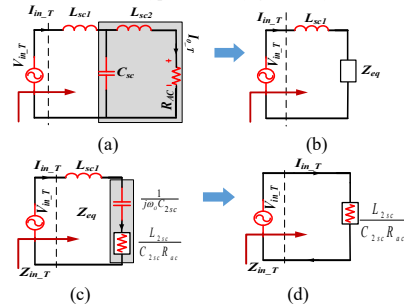 I_in_T L_sc1 L_sc2
V_in_T C_sc + R_AC I_o_T
(a)
I_in_T L_sc1
V_in_T Z_eq
(b)
I_in_T L_sc1
V_in_T Z_eq 1/(jω_o C_2sc)
L_2sc/(C_2sc R_ac)
Z_in_T
(c)
I_in_T
V_in_T L_2sc/(C_2sc R_ac)
Z_in_T
(d)